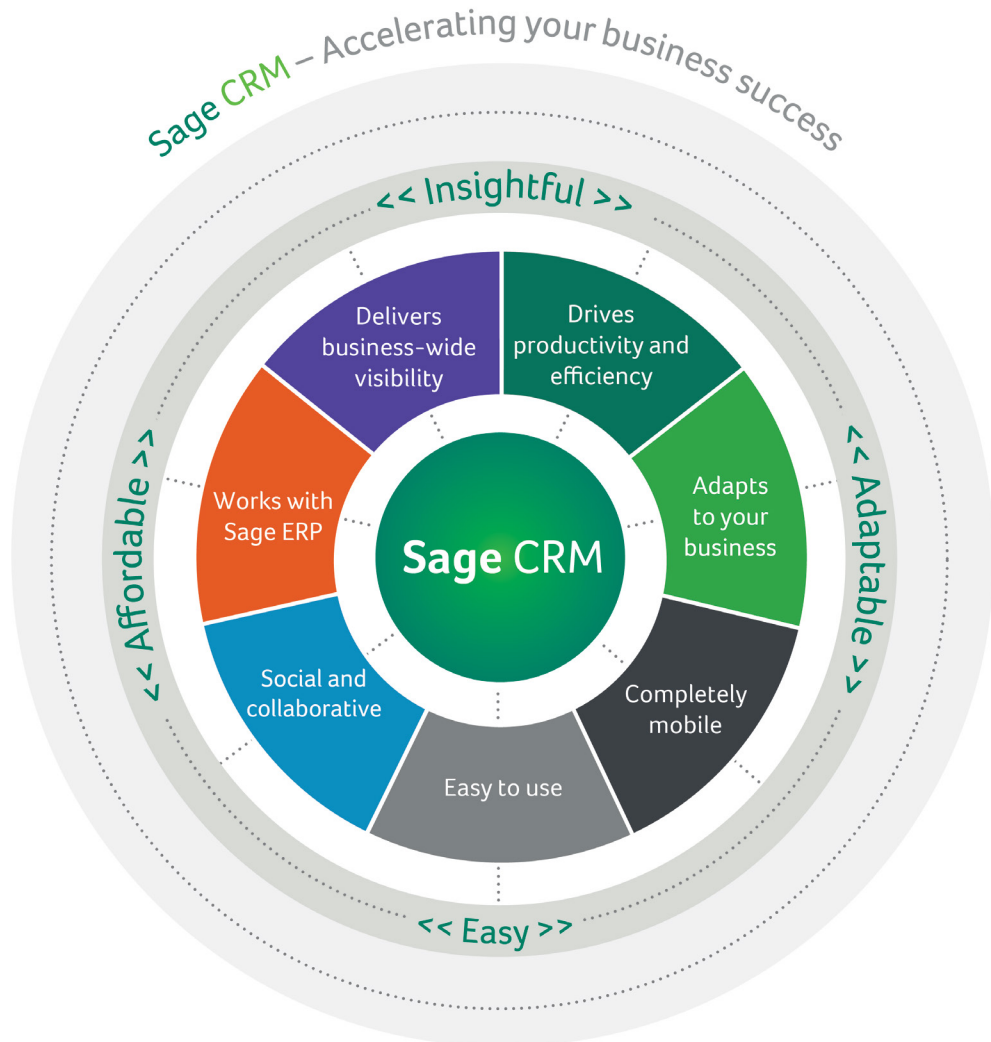 Sage CRM – Accelerating your business success
<< Insightful >>
Delivers
business-wide
visibility
Drives
productivity and
efficiency
<< Affordable >>
Works with
Sage ERP
Sage CRM
Adapts
to your
business
<< Adaptable >>
Social and
collaborative
Completely
mobile
Easy to use
<< Easy >>